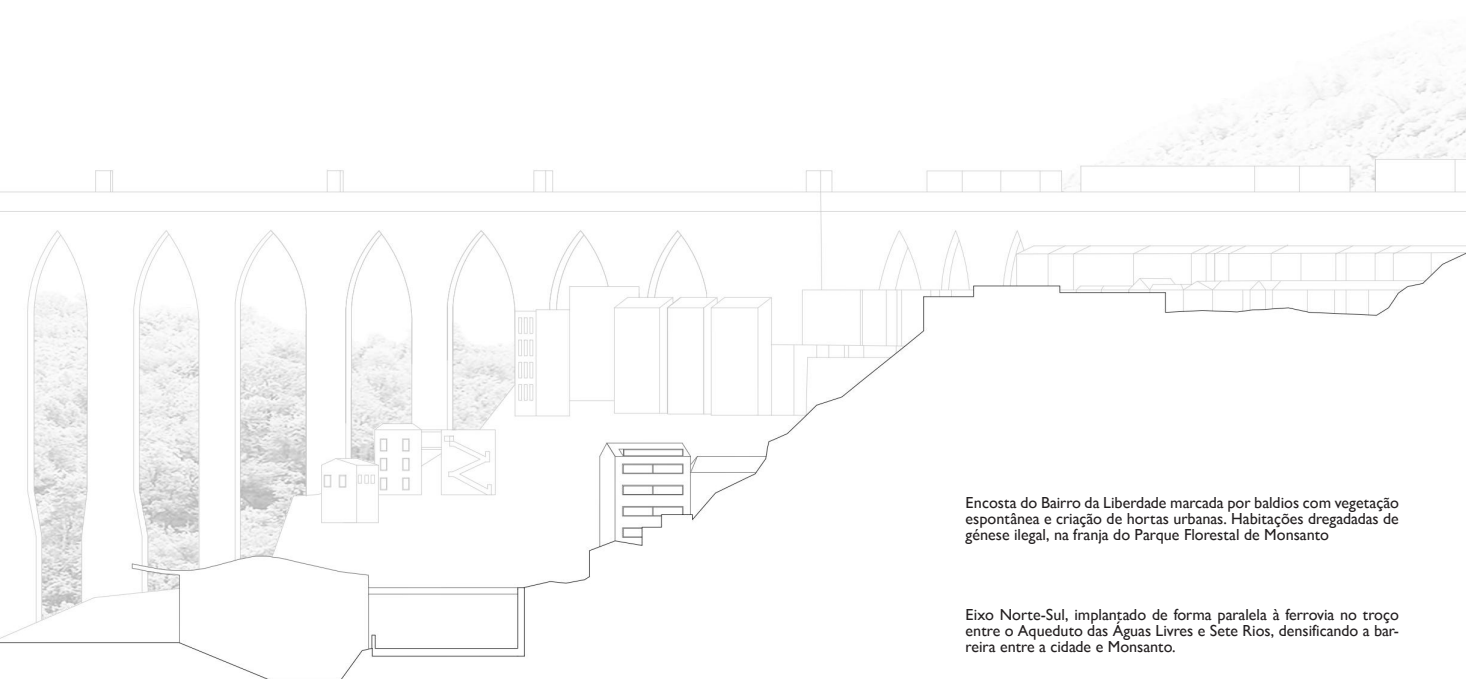 Encosta do Bairro da Liberdade marcada por baldios com vegetação
espontânea e criação de hortas urbanas. Habitações dregadadas de
génese ilegal, na franja do Parque Florestal de Monsanto
Eixo Norte-Sul, implantado de forma paralela à ferrovia no troço
entre o Aqueduto das Águas Livres e Sete Rios, densificando a bar-
reira entre a cidade e Monsanto.